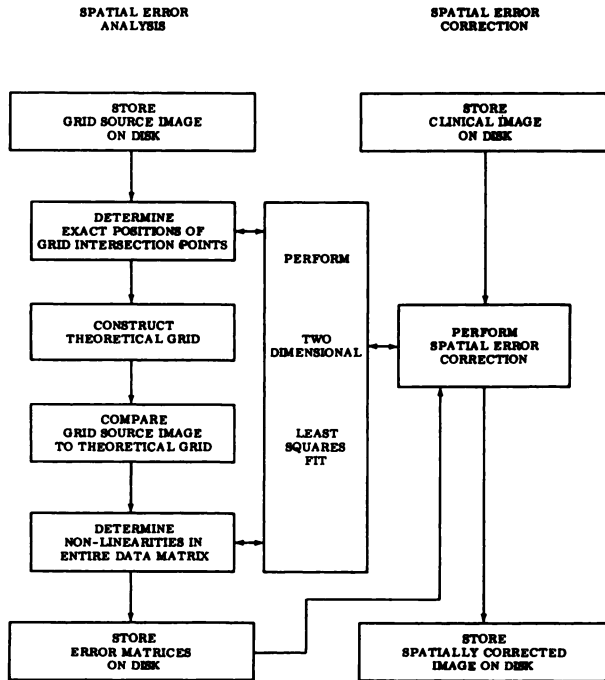 SPATIAL ERROR
ANALYSIS
SPATIAL ERROR
CORRECTION
STORE
GRID SOURCE IMAGE
ON DISK
STORE
CLINICAL IMAGE
ON DISK
DETERMINE
EXACT POSITIONS OF
GRID INTERSECTION POINTS
PERFORM
TWO
DIMENSIONAL
LEAST
SQUARES
FIT
CONSTRUCT
THEORETICAL GRID
PERFORM
SPATIAL ERROR
CORRECTION
COMPARE
GRID SOURCE IMAGE
TO THEORETICAL GRID
DETERMINE
NON-LINEARITIES IN
ENTIRE DATA MATRIX
STORE
ERROR MATRICES
ON DISK
STORE
SPATIALLY CORRECTED
IMAGE ON DISK